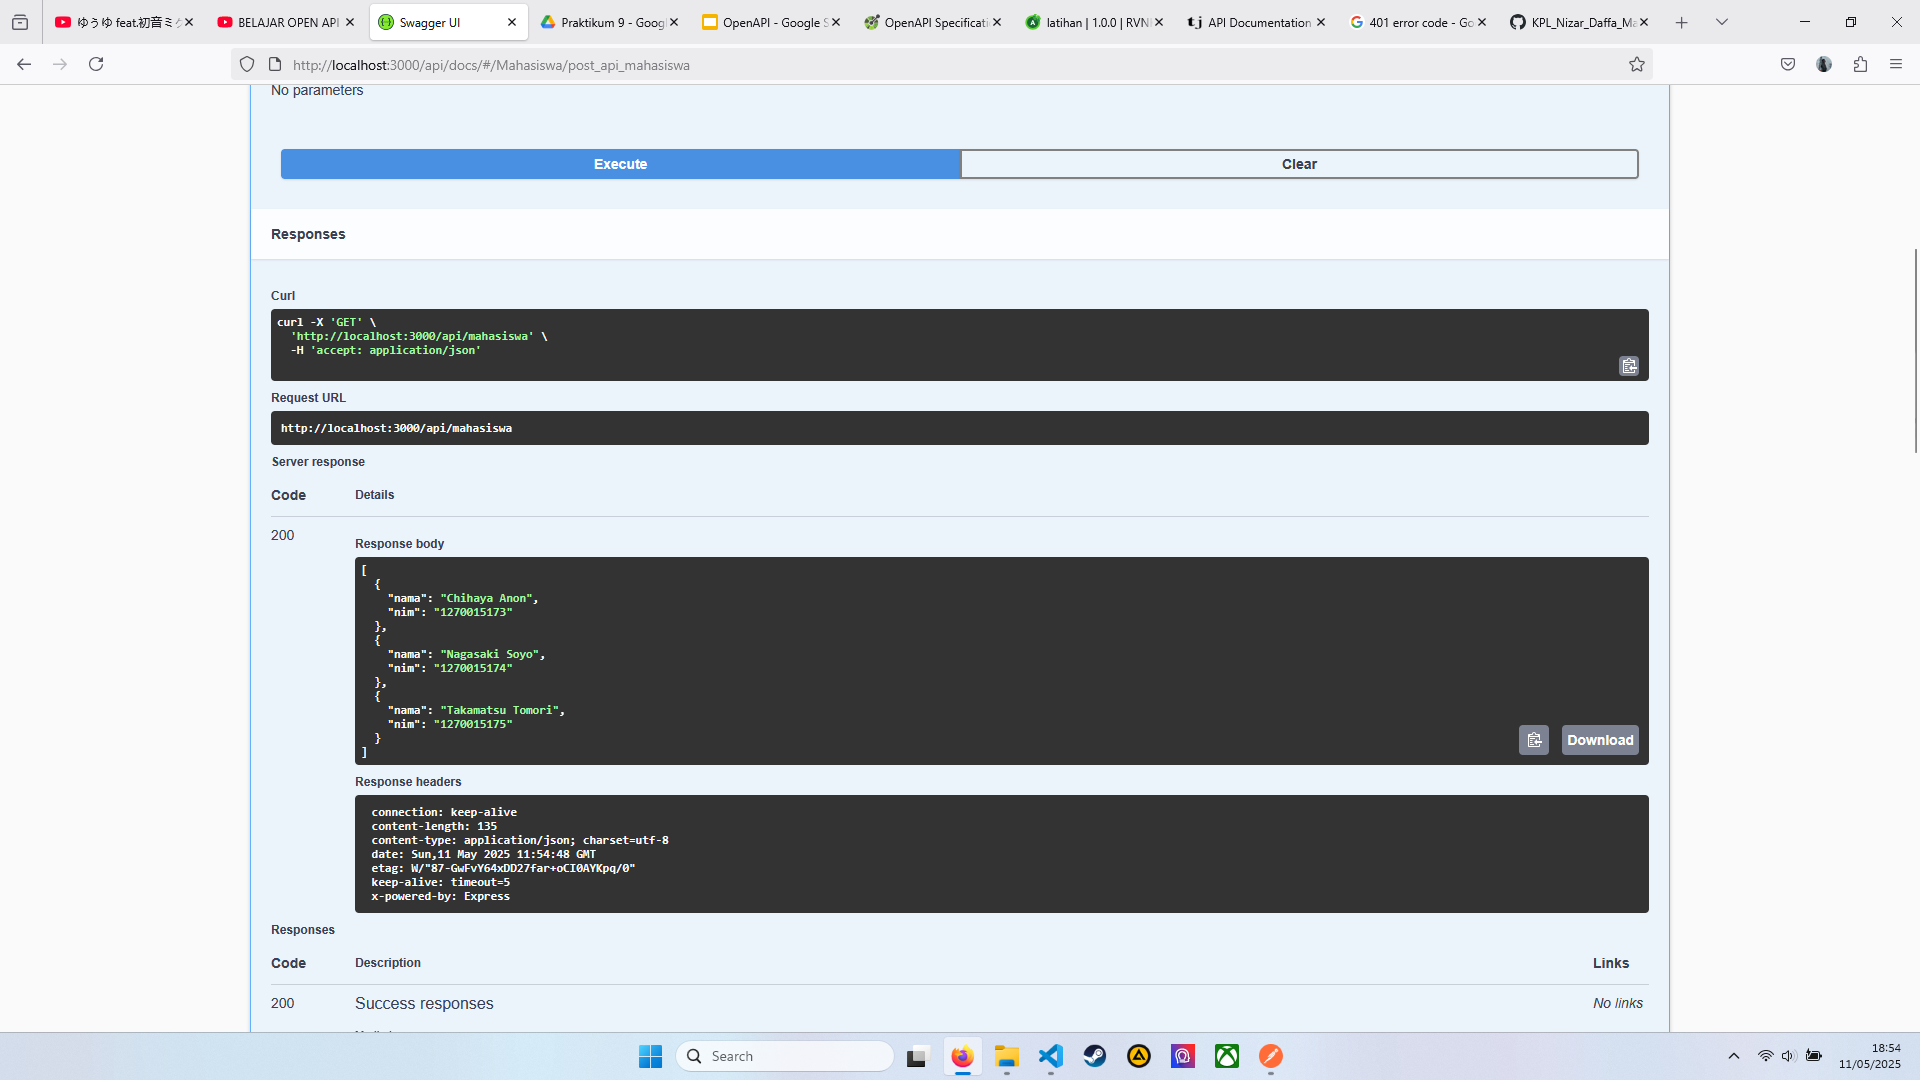 ゆうゆ feat.初音ミク
BELAJAR OPEN API
Swagger UI
Praktikum 9 - Goog
OpenAPI - Google S
OpenAPI Specificati
latihan | 1.0.0 | RVNI
API Documentation
401 error code - Go
KPL_Nizar_Daffa_Ma
http://localhost:3000/api/docs/#/Mahasiswa/post_api_mahasiswa
No parameters
Execute
Clear
Responses
Curl
curl -X 'GET' \
'http://localhost:3000/api/mahasiswa' \
-H 'accept: application/json'
Request URL
http://localhost:3000/api/mahasiswa
Server response
Code Details
200
Response body
[
{
"nama": "Chihaya Anon",
"nim": "1270015173"
},
{
"nama": "Nagasaki Soyo",
"nim": "1270015174"
},
{
"nama": "Takamatsu Tomori",
"nim": "1270015175"
}
]
Download
Response headers
connection: keep-alive
content-length: 135
content-type: application/json; charset=utf-8
date: Sun,11 May 2025 11:54:48 GMT
etag: W/"87-GwFvY64xDD27far+oCI0AYKpq/0"
keep-alive: timeout=5
x-powered-by: Express
Responses
Code Description Links
200 Success responses No links
Search
18:54
11/05/2025